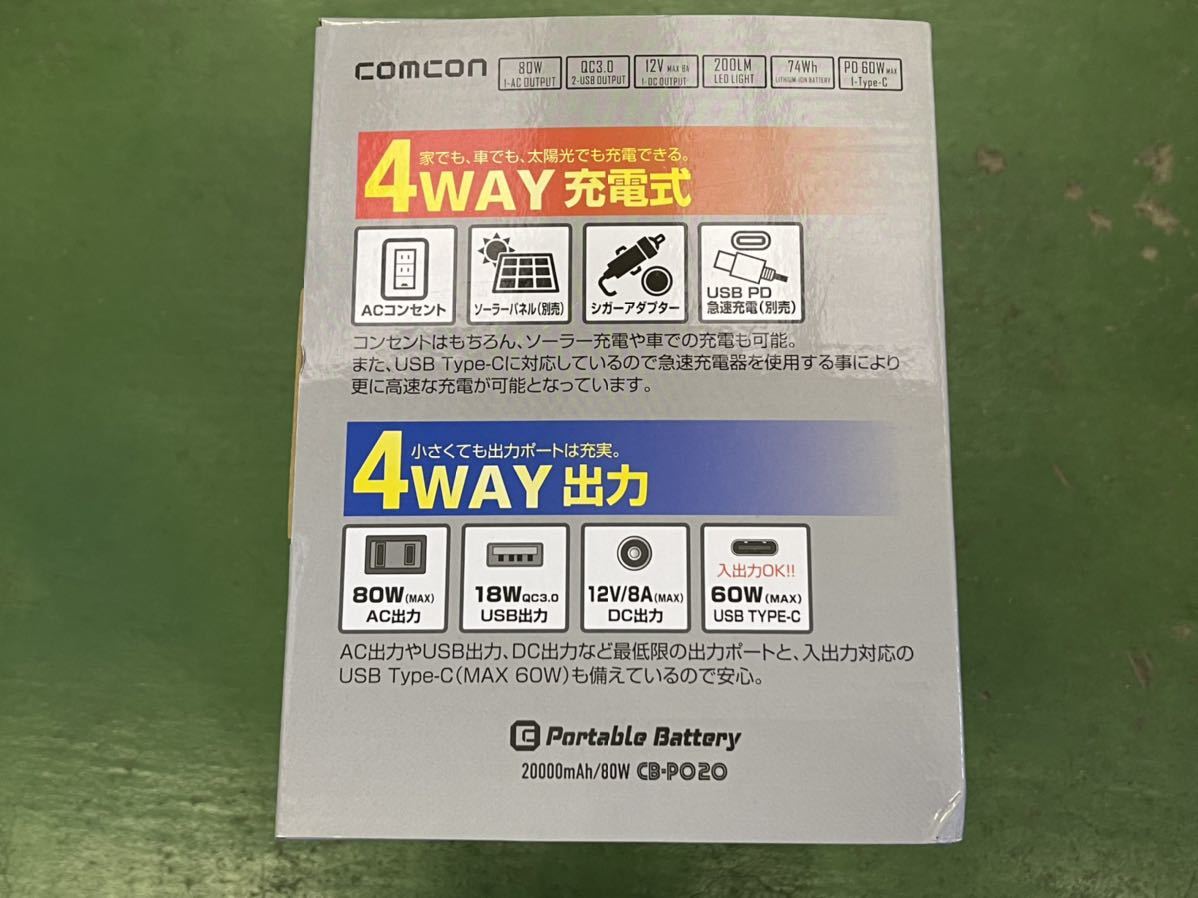 comcon
80W
1-AC OUTPUT
QC3.0
2-USB OUTPUT
12V MAX 8A
1-DC OUTPUT
200LM
LED LIGHT
74Wh
LITHIUM-ION BATTERY
PD 60W MAX
1-Type-C
家でも、車でも、太陽光でも充電できる。
4WAY 充電式
ACコンセント
ソーラーパネル(別売)
シガーアダプター
USB PD
急速充電(別売)
コンセントはもちろん、ソーラー充電や車での充電も可能。
また、USB Type-Cに対応しているので急速充電器を使用する事により
更に高速な充電が可能となっています。
小さくても出力ポートは充実。
4WAY 出力
80W(MAX)
AC出力
18W QC3.0
USB出力
12V/8A(MAX)
DC出力
入出力OK!!
60W(MAX)
USB TYPE-C
AC出力やUSB出力、DC出力など最低限の出力ポートと、入出力対応の
USB Type-C(MAX 60W)も備えているので安心。
Portable Battery
20000mAh/80W CB-P020